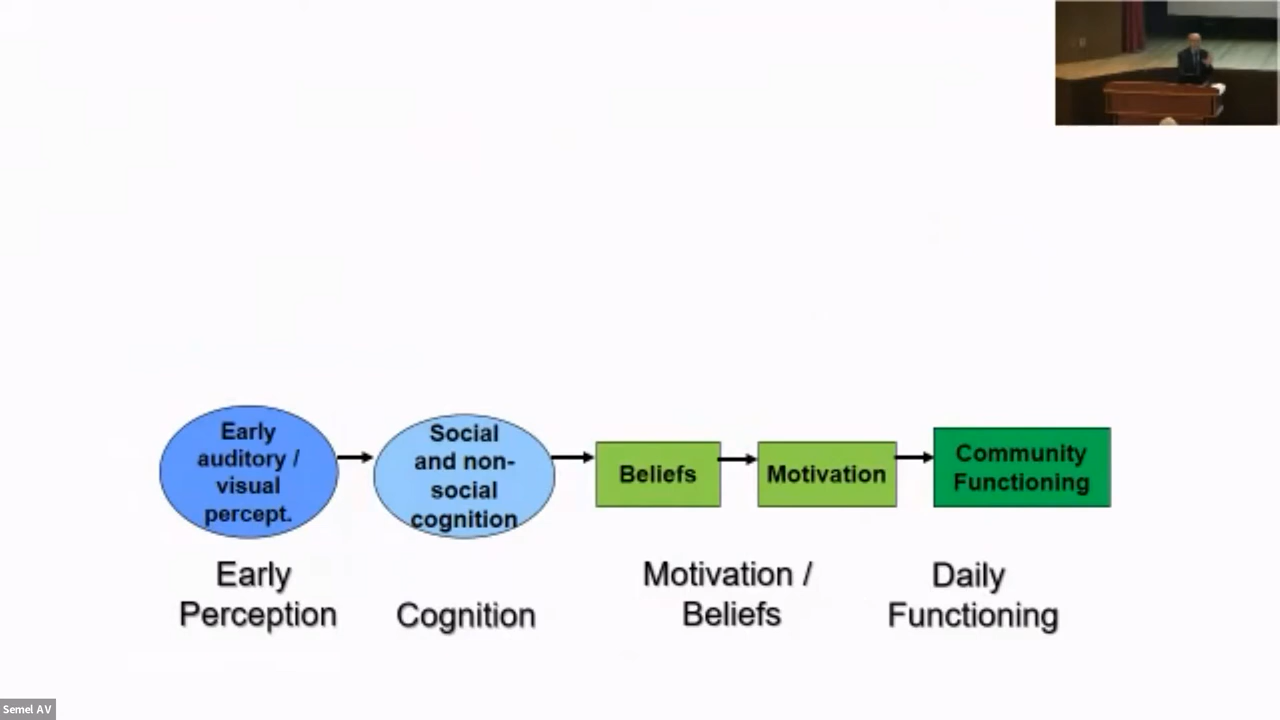 Early
auditory /
visual
percept.
Social
and non-
social
cognition
Beliefs
Motivation
Community
Functioning
Early
Perception
Cognition
Motivation /
Beliefs
Daily
Functioning
Semel AV